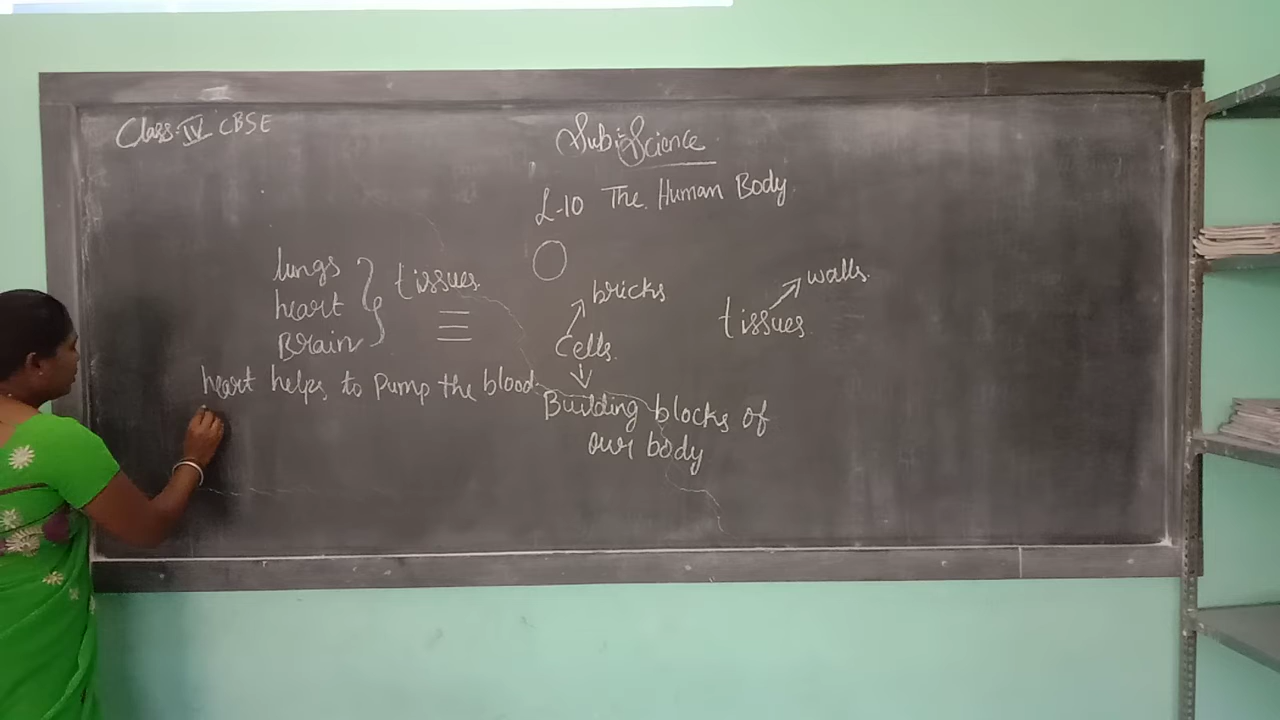 Class:- IV CBSE
Sub:- Science
L-10 The Human Body
lungs
heart
Brain
tissues
bricks
cells
Building blocks of
our body
tissues
walls
heart helps to Pump the blood